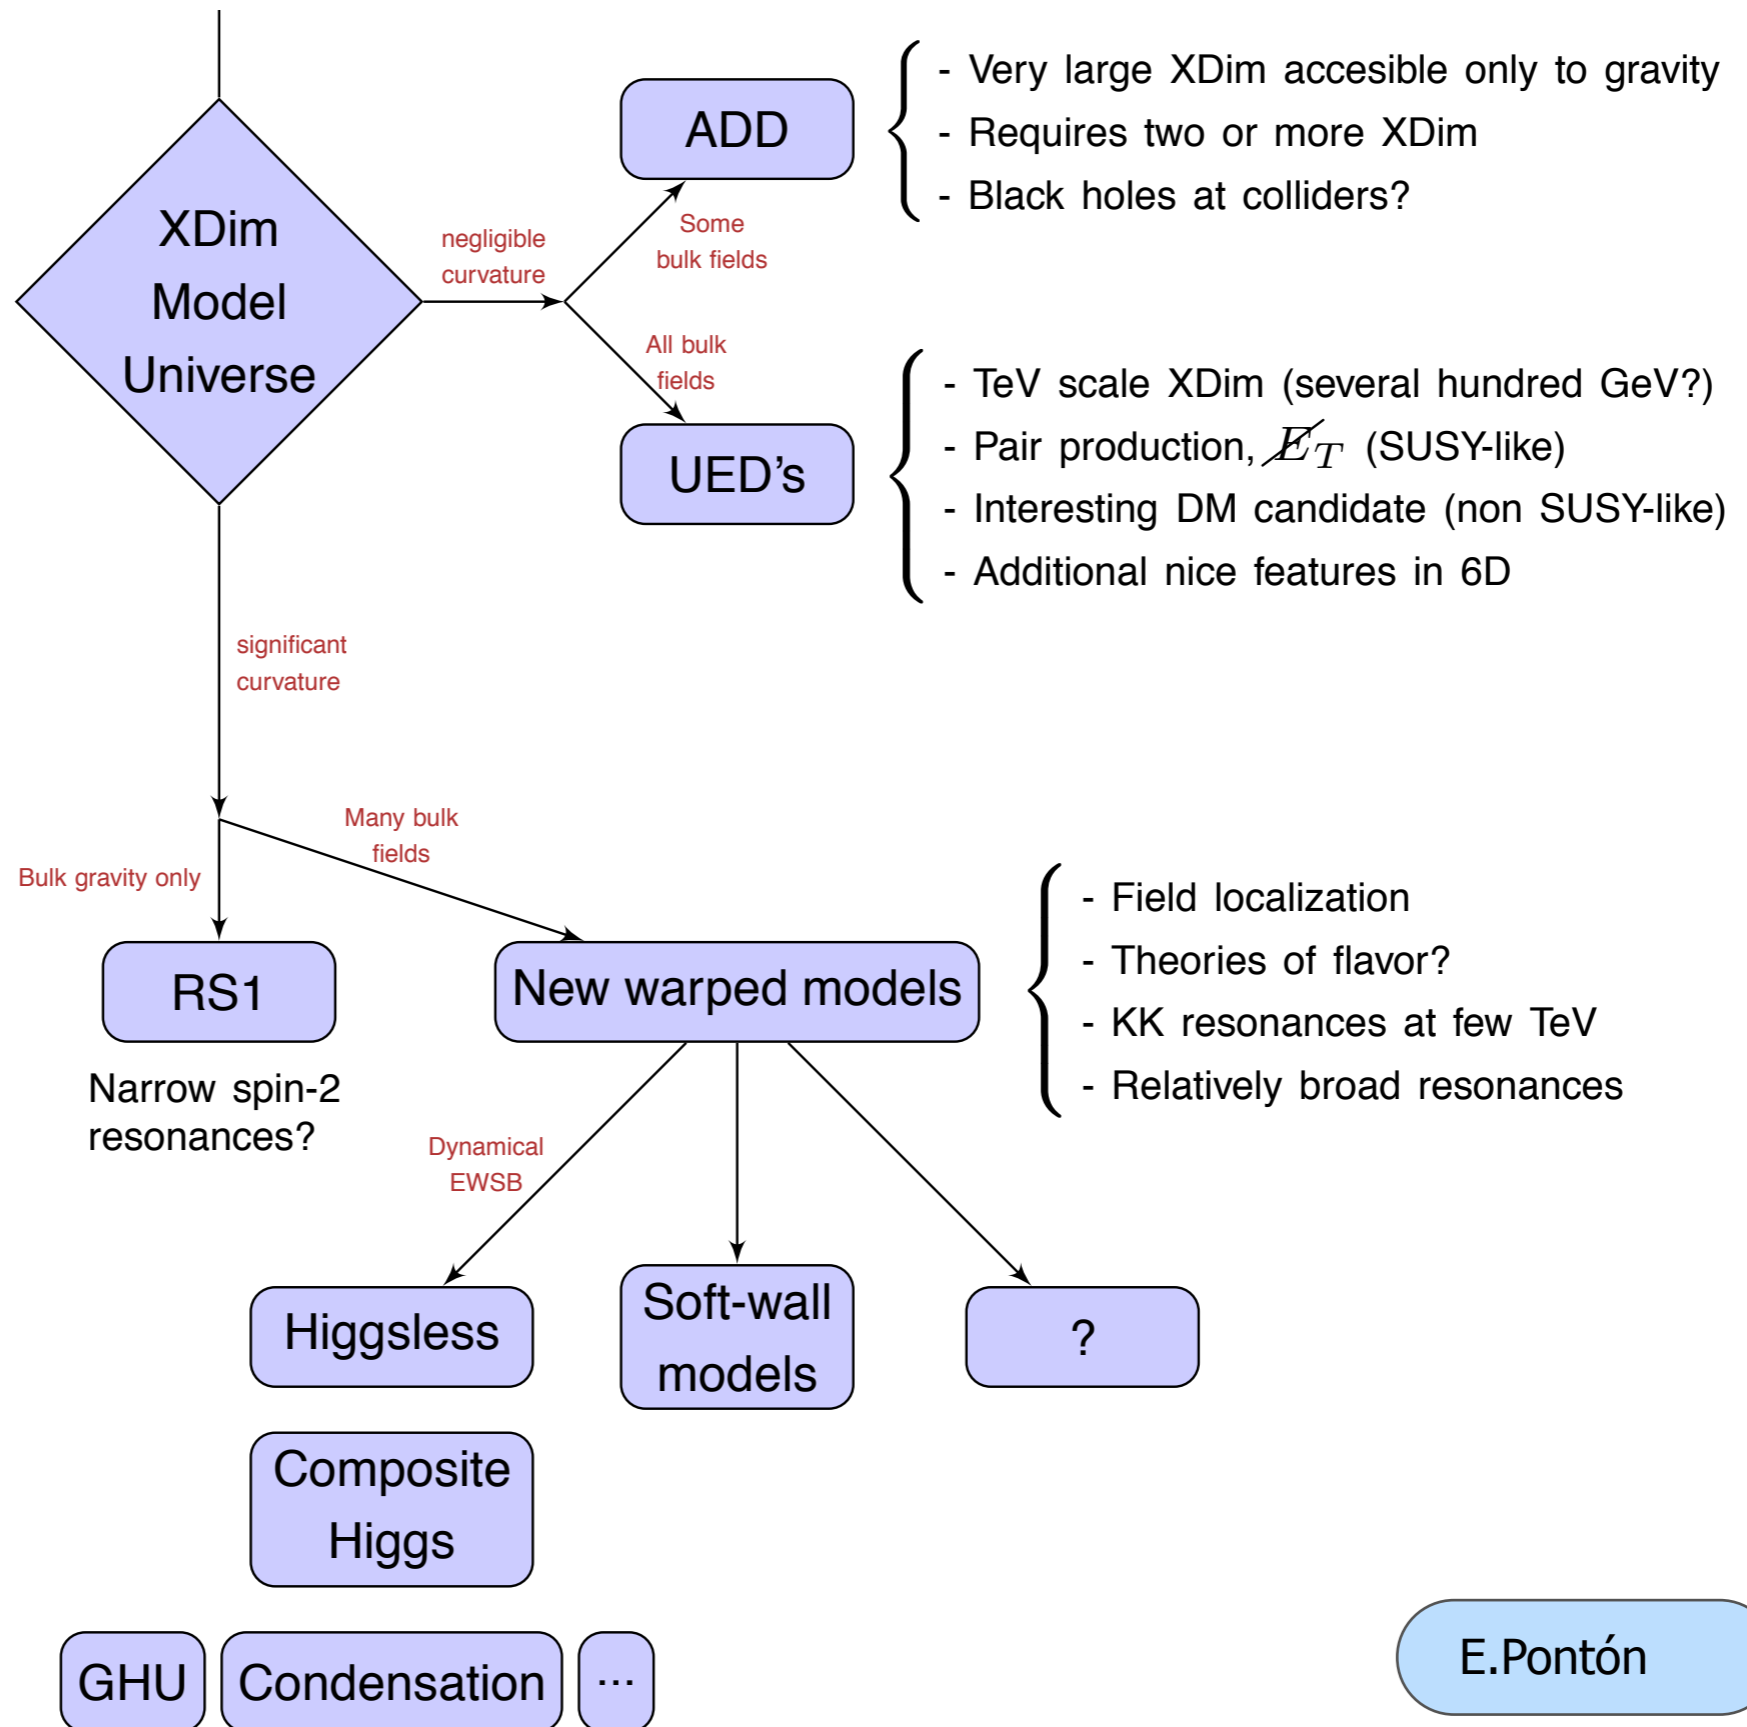 XDim
Model
Universe
negligible
curvature
Some
bulk fields
All bulk
fields
ADD
- Very large XDim accesible only to gravity
- Requires two or more XDim
- Black holes at colliders?
UED's
- TeV scale XDim (several hundred GeV?)
- Pair production, E̸_T (SUSY-like)
- Interesting DM candidate (non SUSY-like)
- Additional nice features in 6D
significant
curvature
Many bulk
fields
Bulk gravity only
RS1
Narrow spin-2
resonances?
New warped models
- Field localization
- Theories of flavor?
- KK resonances at few TeV
- Relatively broad resonances
Dynamical
EWSB
Higgsless
Soft-wall
models
?
Composite
Higgs
GHU
Condensation
...
E.Pontón